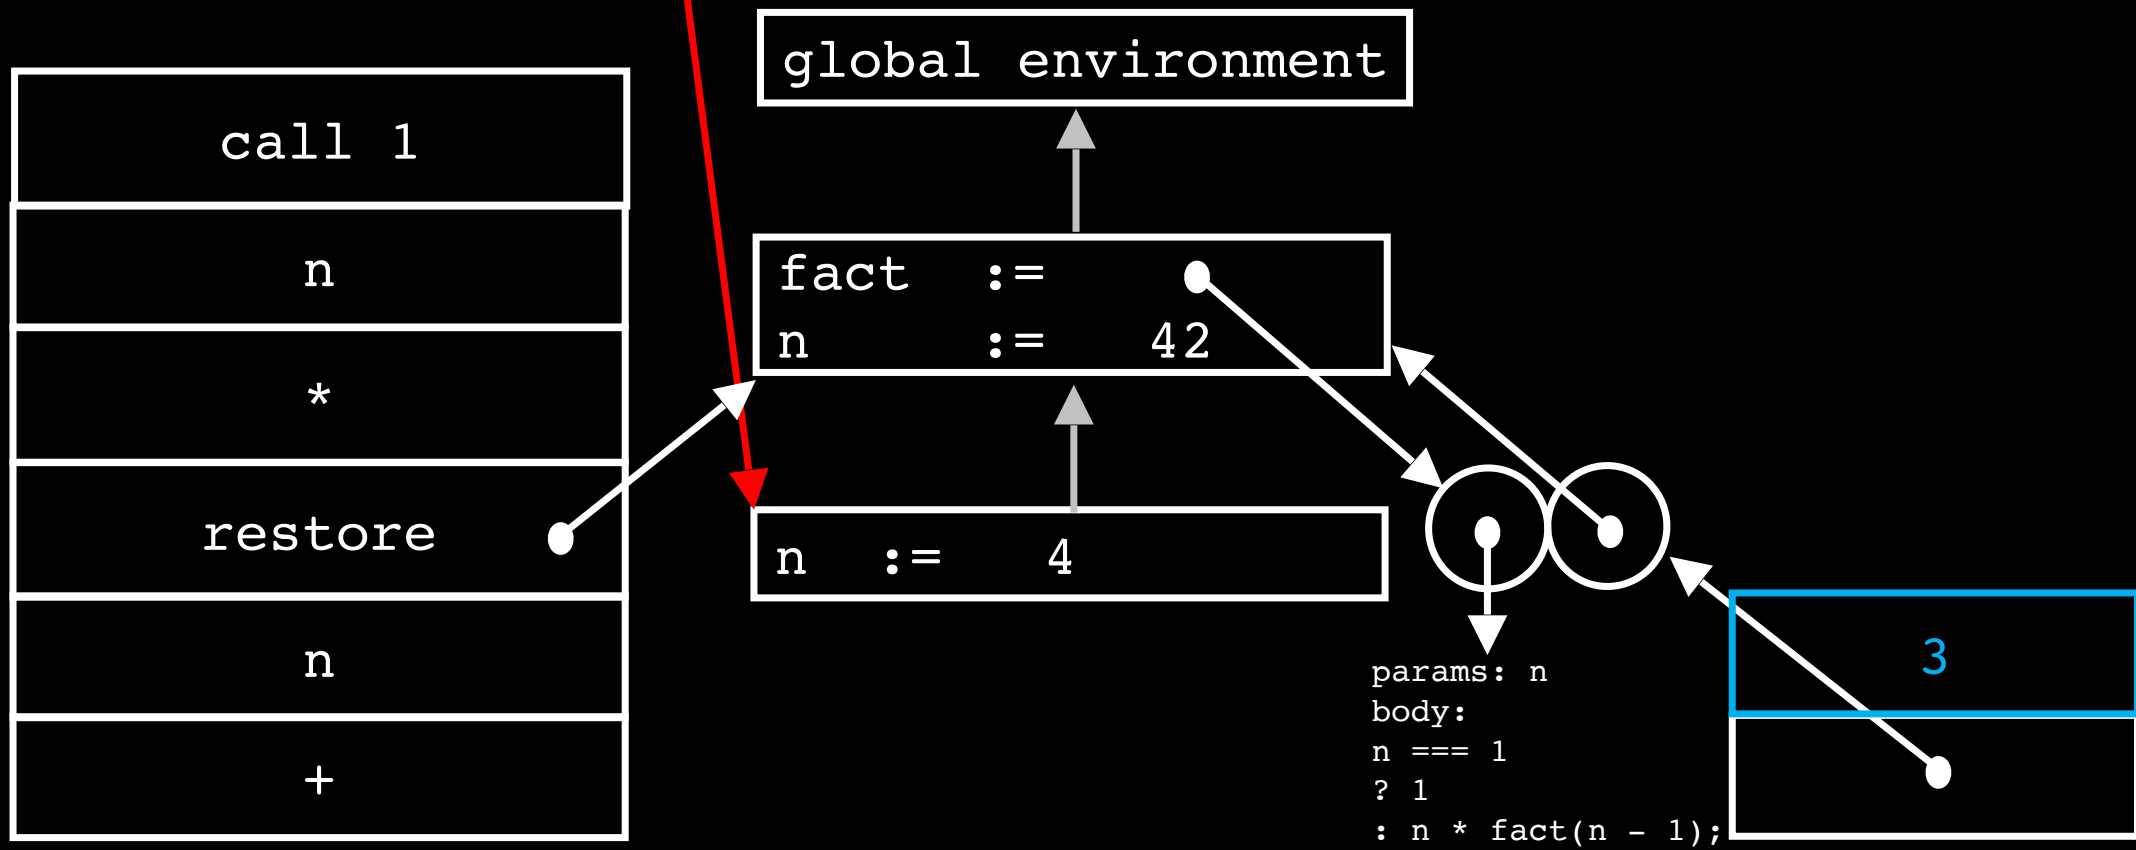 call 1
n
*
restore
n
+
global environment
fact :=
n := 42
n := 4
params: n
body:
n === 1
? 1
: n * fact(n - 1);
3